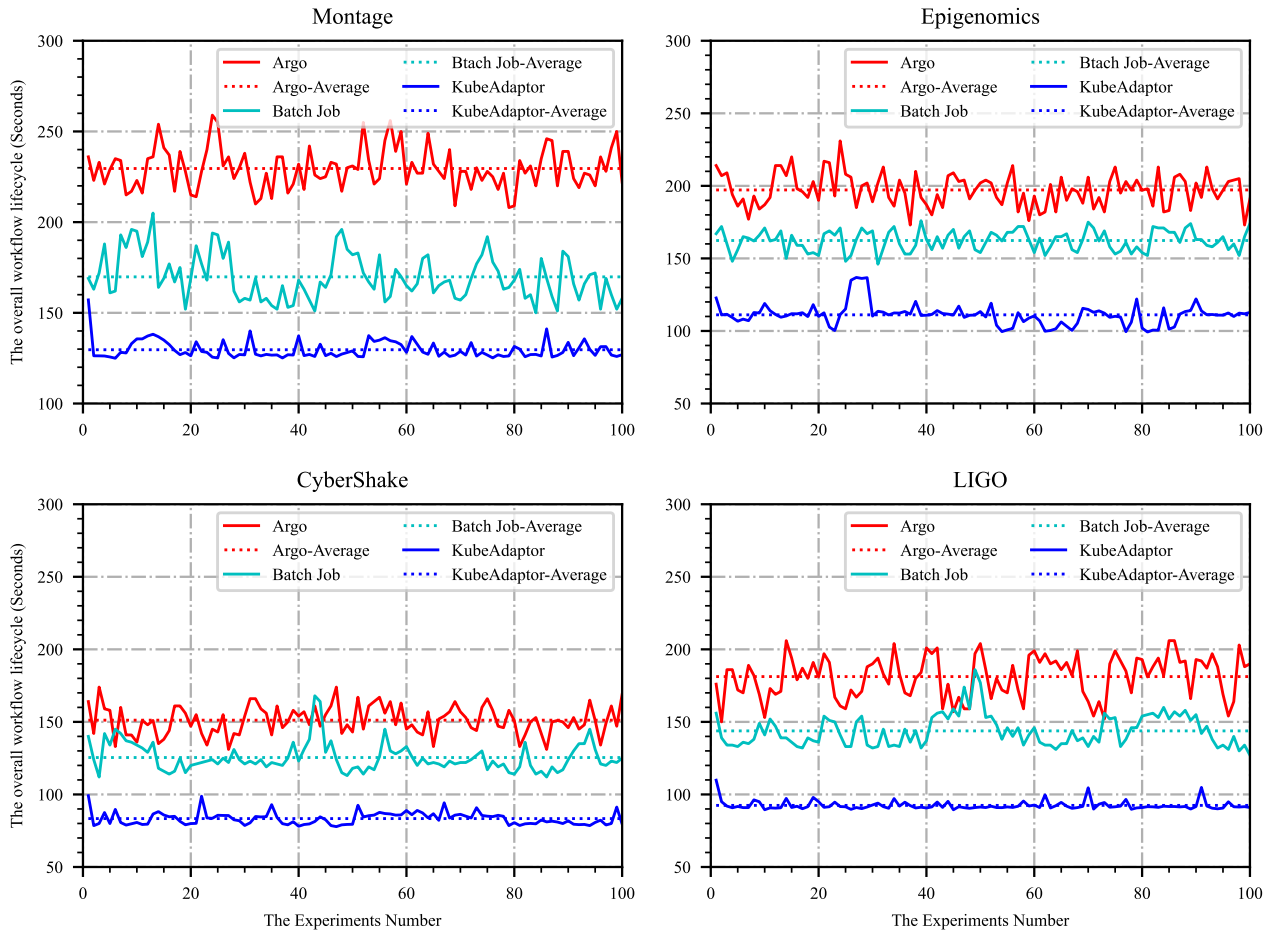 Montage
300
250
200
150
100
0 20 40 60 80 100
The overall workflow lifecycle (Seconds)
Argo
Argo-Average
Batch Job
Btach Job-Average
KubeAdaptor
KubeAdaptor-Average
Epigenomics
300
250
200
150
100
50
0 20 40 60 80 100
Argo
Argo-Average
Batch Job
Btach Job-Average
KubeAdaptor
KubeAdaptor-Average
CyberShake
300
250
200
150
100
50
0 20 40 60 80 100
The overall workflow lifecycle (Seconds)
The Experiments Number
Argo
Argo-Average
Batch Job
Batch Job-Average
KubeAdaptor
KubeAdaptor-Average
LIGO
300
250
200
150
100
50
0 20 40 60 80 100
The Experiments Number
Argo
Argo-Average
Batch Job
Batch Job-Average
KubeAdaptor
KubeAdaptor-Average